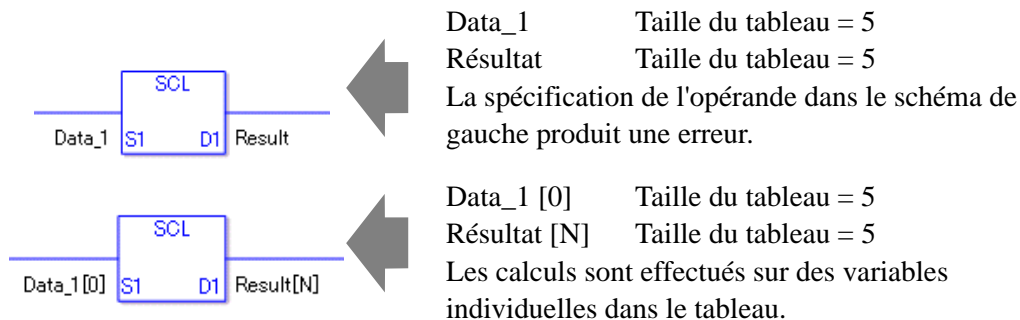 Data_1 Taille du tableau = 5
Résultat Taille du tableau = 5
La spécification de l'opérande dans le schéma de
gauche produit une erreur.
SCL
Data_1 S1 D1 Result
Data_1 [0] Taille du tableau = 5
Résultat [N] Taille du tableau = 5
Les calculs sont effectués sur des variables
individuelles dans le tableau.
SCL
Data_1[0] S1 D1 Result[N]